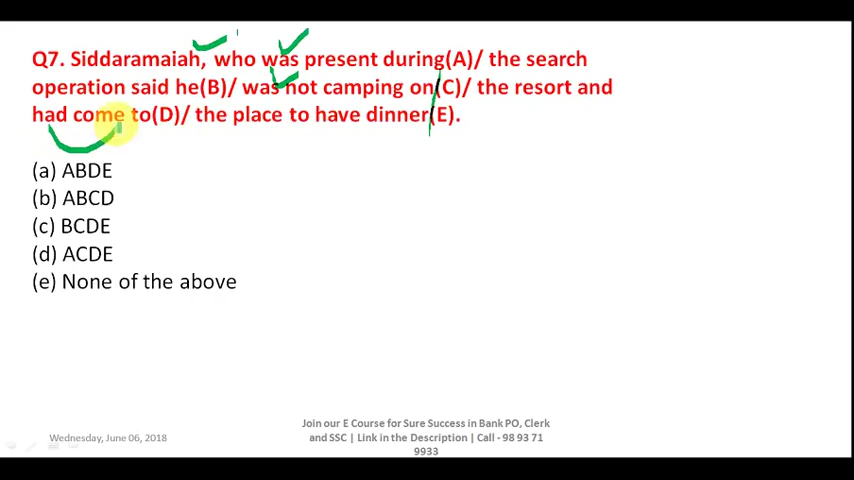 Q7. Siddaramaiah, who was present during(A)/ the search
operation said he(B)/ was not camping on(C)/ the resort and
had come to(D)/ the place to have dinner(E).
(a) ABDE
(b) ABCD
(c) BCDE
(d) ACDE
(e) None of the above
Wednesday, June 06, 2018
Join our E Course for Sure Success in Bank PO, Clerk
and SSC | Link in the Description | Call - 98 93 71
9933